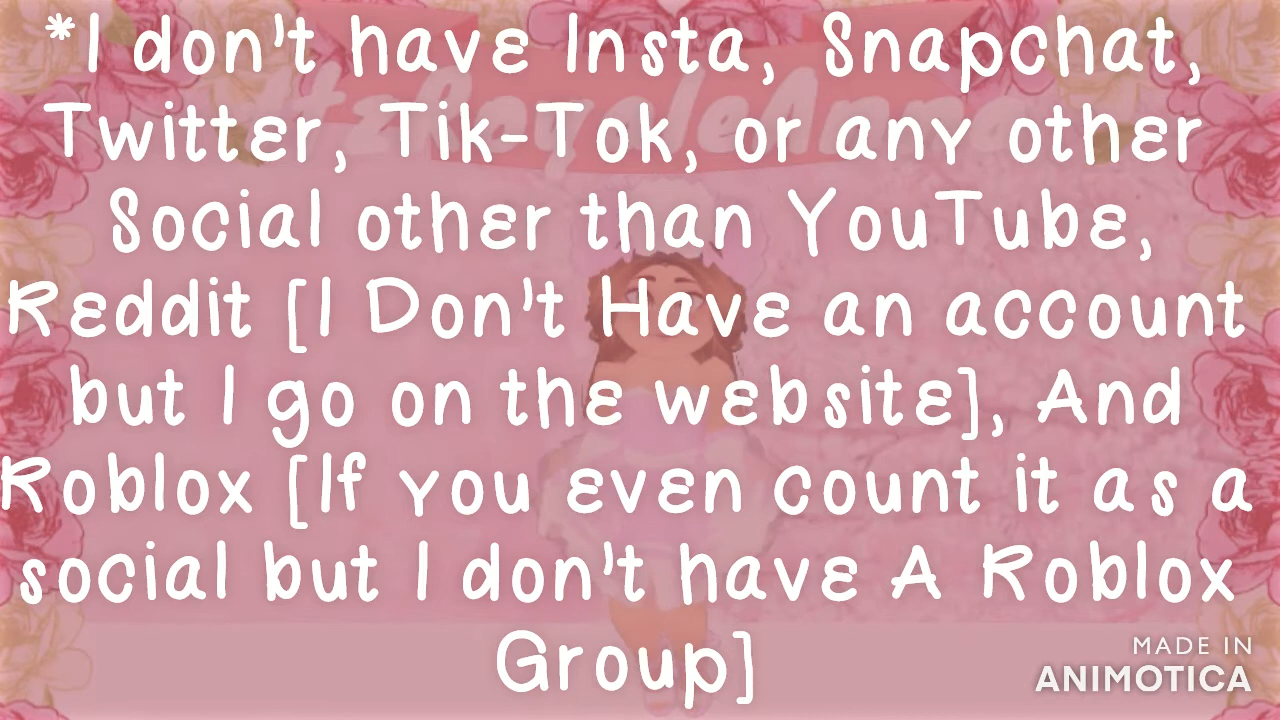 *I don't have Insta, Snapchat,
Twitter, Tik-Tok, or any other
Social other than YouTube,
Reddit [I Don't Have an account
but I go on the website], And
Roblox [If you even count it as a
social but I don't have A Roblox
Group]
MADE IN
ANIMOTICA